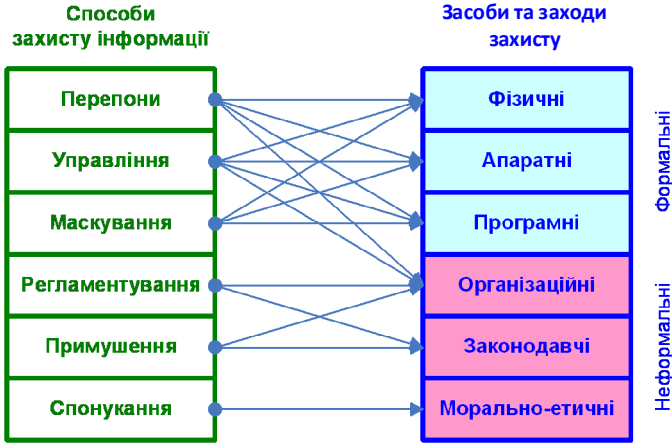 Способи
захисту інформації
Засоби та заходи
захисту
Перепони
Фізичні
Управління
Апаратні
Маскування
Програмні
Регламентування
Організаційні
Примушення
Законодавчі
Спонукання
Морально-етичні
Формальні
Неформальні